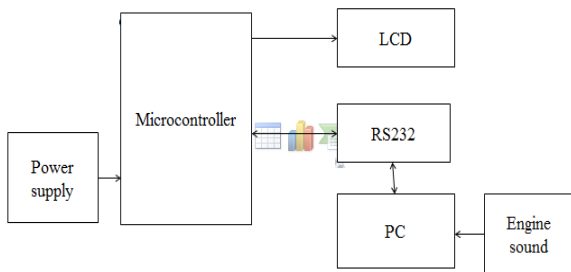 LCD
Microcontroller
RS232
Power
supply
PC
Engine
sound